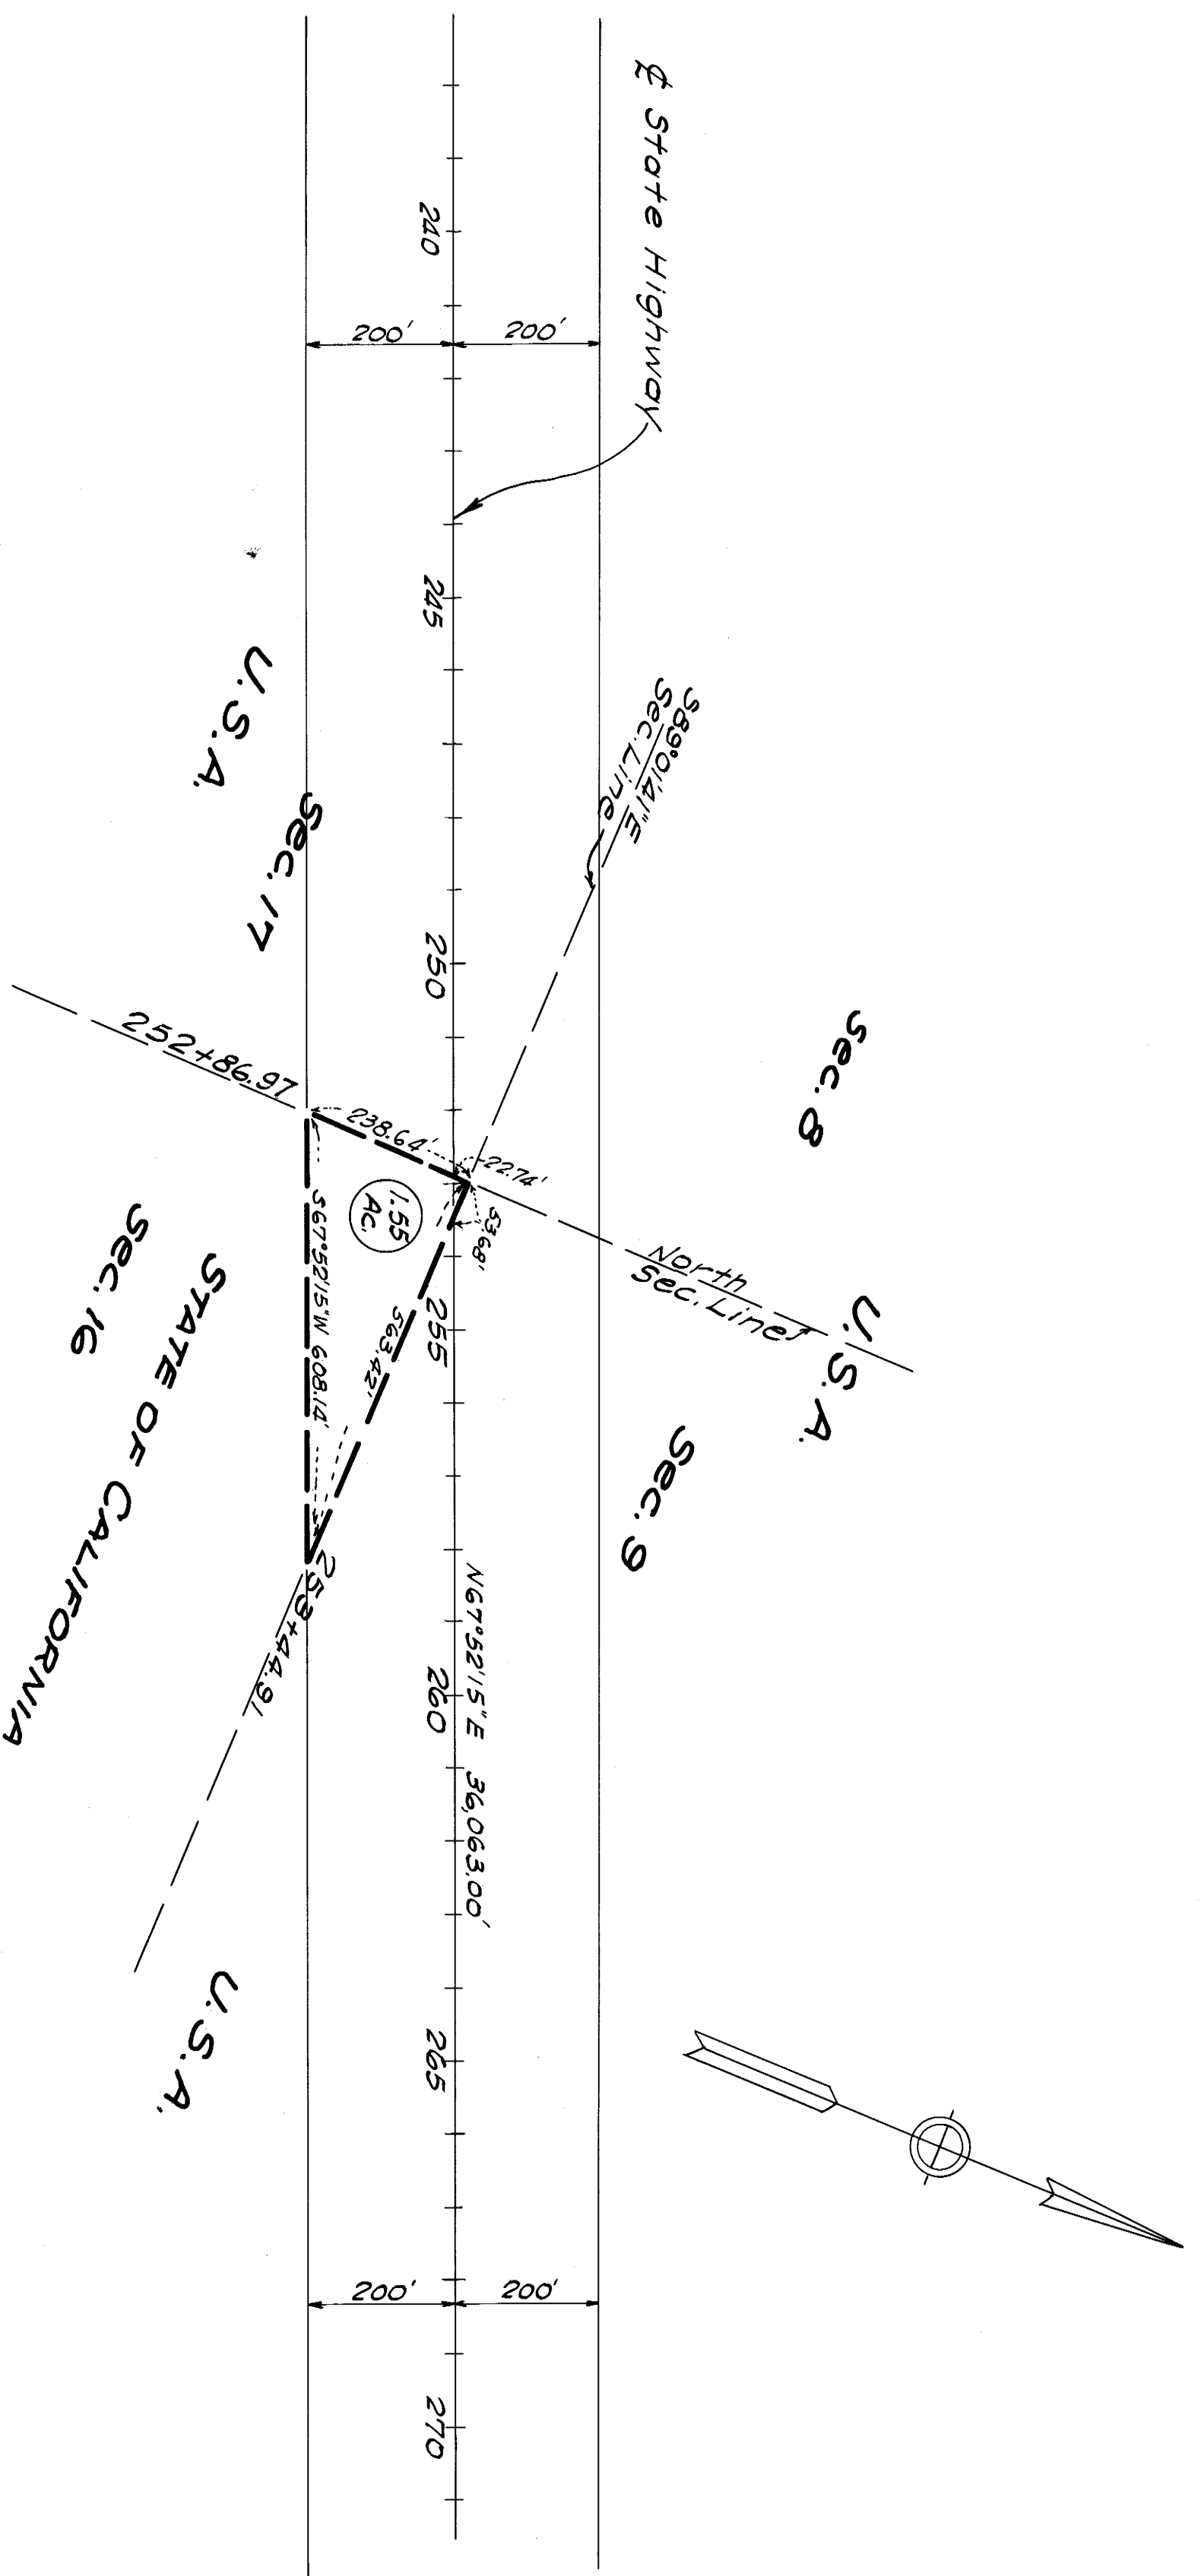 ℄ State Highway
240
200'
200'
245
S89°01'41"E
Sec. Line
U.S.A.
Sec. 17
250
Sec. 8
252+86.97
238.64'
22.74'
53.68'
1.55
Ac.
S67°52'15"W 608.14'
563.42'
255
North
Sec. Line
U.S.A.
Sec. 9
Sec. 16
STATE OF CALIFORNIA
253+44.91
N67°52'15"E 36,063.00'
260
U.S.A.
265
200'
200'
270